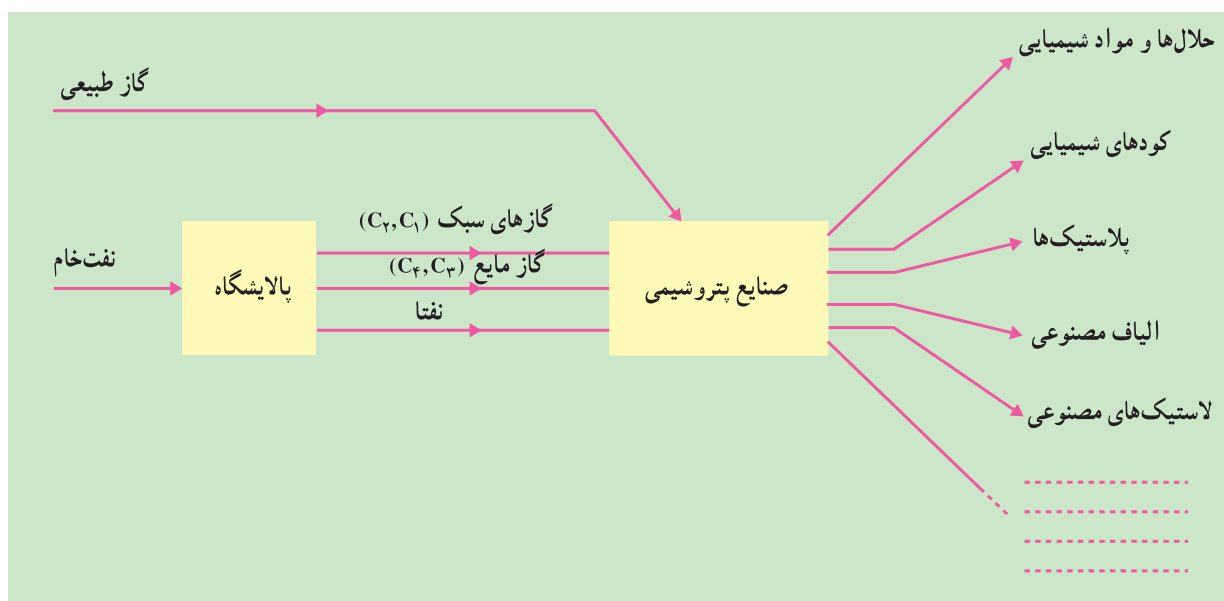 حلال‌ها و مواد شیمیایی
گاز طبیعی
کودهای شیمیایی
گازهای سبک (C۲,C۱)
پلاستیک‌ها
نفت‌خام
پالایشگاه
گاز مایع (C۴,C۳)
صنایع پتروشیمی
نفتا
الیاف مصنوعی
لاستیک‌های مصنوعی